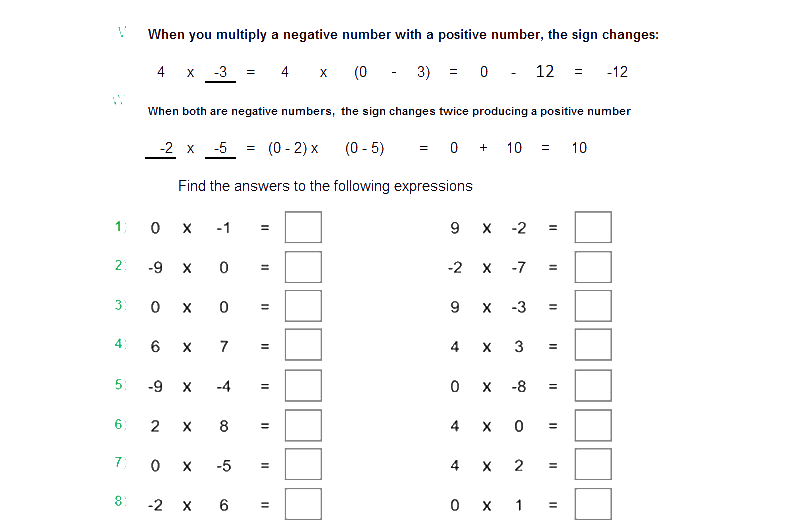 When you multiply a negative number with a positive number, the sign changes:
4 x -3 = 4 x (0 - 3) = 0 - 12 = -12
When both are negative numbers, the sign changes twice producing a positive number
-2 x -5 = (0 - 2) x (0 - 5) = 0 + 10 = 10
Find the answers to the following expressions
1 0 x -1 = 9 x -2 =
2 -9 x 0 = -2 x -7 =
3 0 x 0 = 9 x -3 =
4 6 x 7 = 4 x 3 =
5 -9 x -4 = 0 x -8 =
6 2 x 8 = 4 x 0 =
7 0 x -5 = 4 x 2 =
8 -2 x 6 = 0 x 1 =